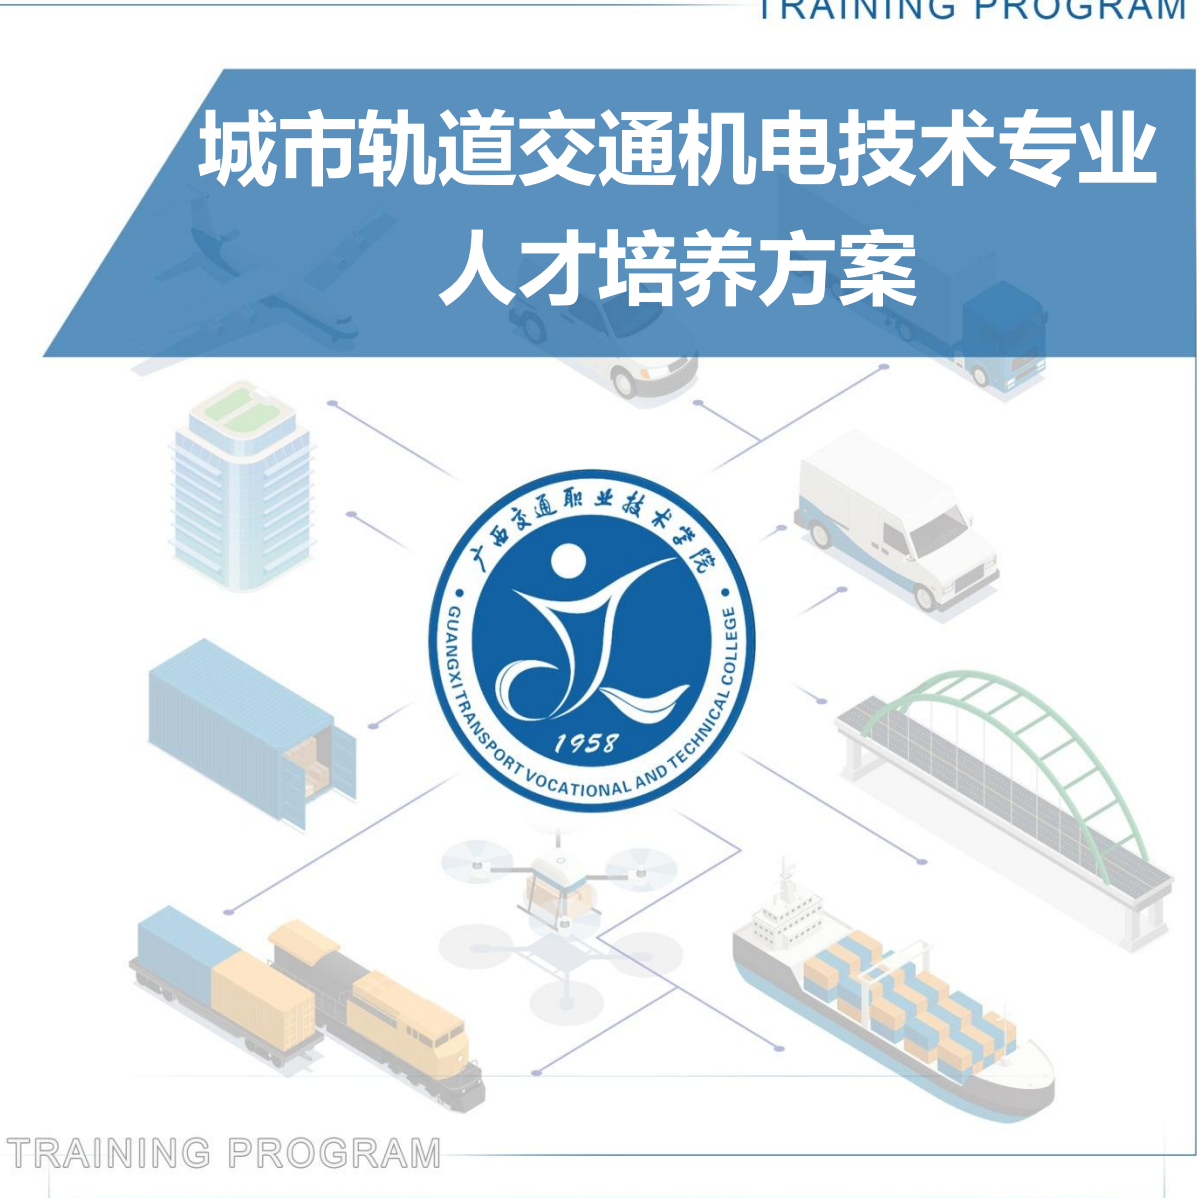 TRAINING PROGRAM
城市轨道交通机电技术专业
人才培养方案
广西交通职业技术学院
1958
GUANGXI TRANSPORT VOCATIONAL AND TECHNICAL COLLEGE
TRAINING PROGRAM